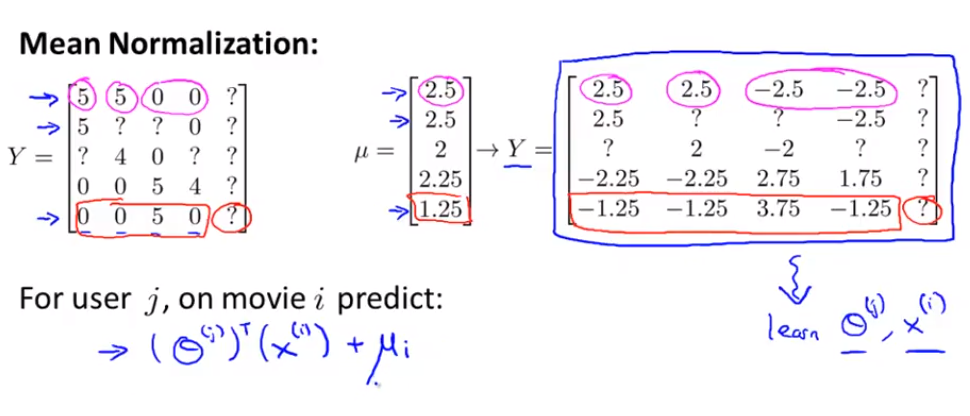 Mean Normalization:
Y = [5 5 0 0 ?
5 ? ? 0 ?
? 4 0 ? ?
0 0 5 4 ?
0 0 5 0 ?]
μ = [2.5
2.5
2
2.25
1.25]
→ Y = [2.5 2.5 −2.5 −2.5 ?
2.5 ? ? −2.5 ?
? 2 −2 ? ?
−2.25 −2.25 2.75 1.75 ?
−1.25 −1.25 3.75 −1.25 ?]
For user j, on movie i predict:
→ (Θ^(j))^T (x^(i)) + μ_i
learn Θ^(j), x^(i)